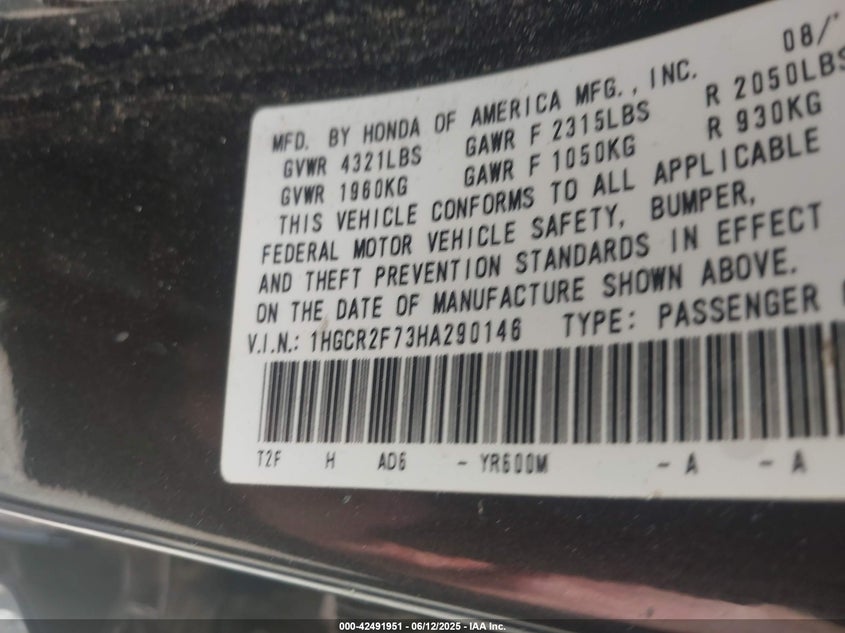 08/
MFD. BY HONDA OF AMERICA MFG., INC.
GVWR 4321LBS GAWR F 2315LBS R 2050LBS
GVWR 1960KG GAWR F 1050KG R 930KG
THIS VEHICLE CONFORMS TO ALL APPLICABLE
FEDERAL MOTOR VEHICLE SAFETY, BUMPER,
AND THEFT PREVENTION STANDARDS IN EFFECT
ON THE DATE OF MANUFACTURE SHOWN ABOVE.
V.I.N.: 1HGCR2F73HA290146 TYPE: PASSENGER
T2F H AD6 - YR600M - A - A
000-42491951 - 06/12/2025 - IAA Inc.